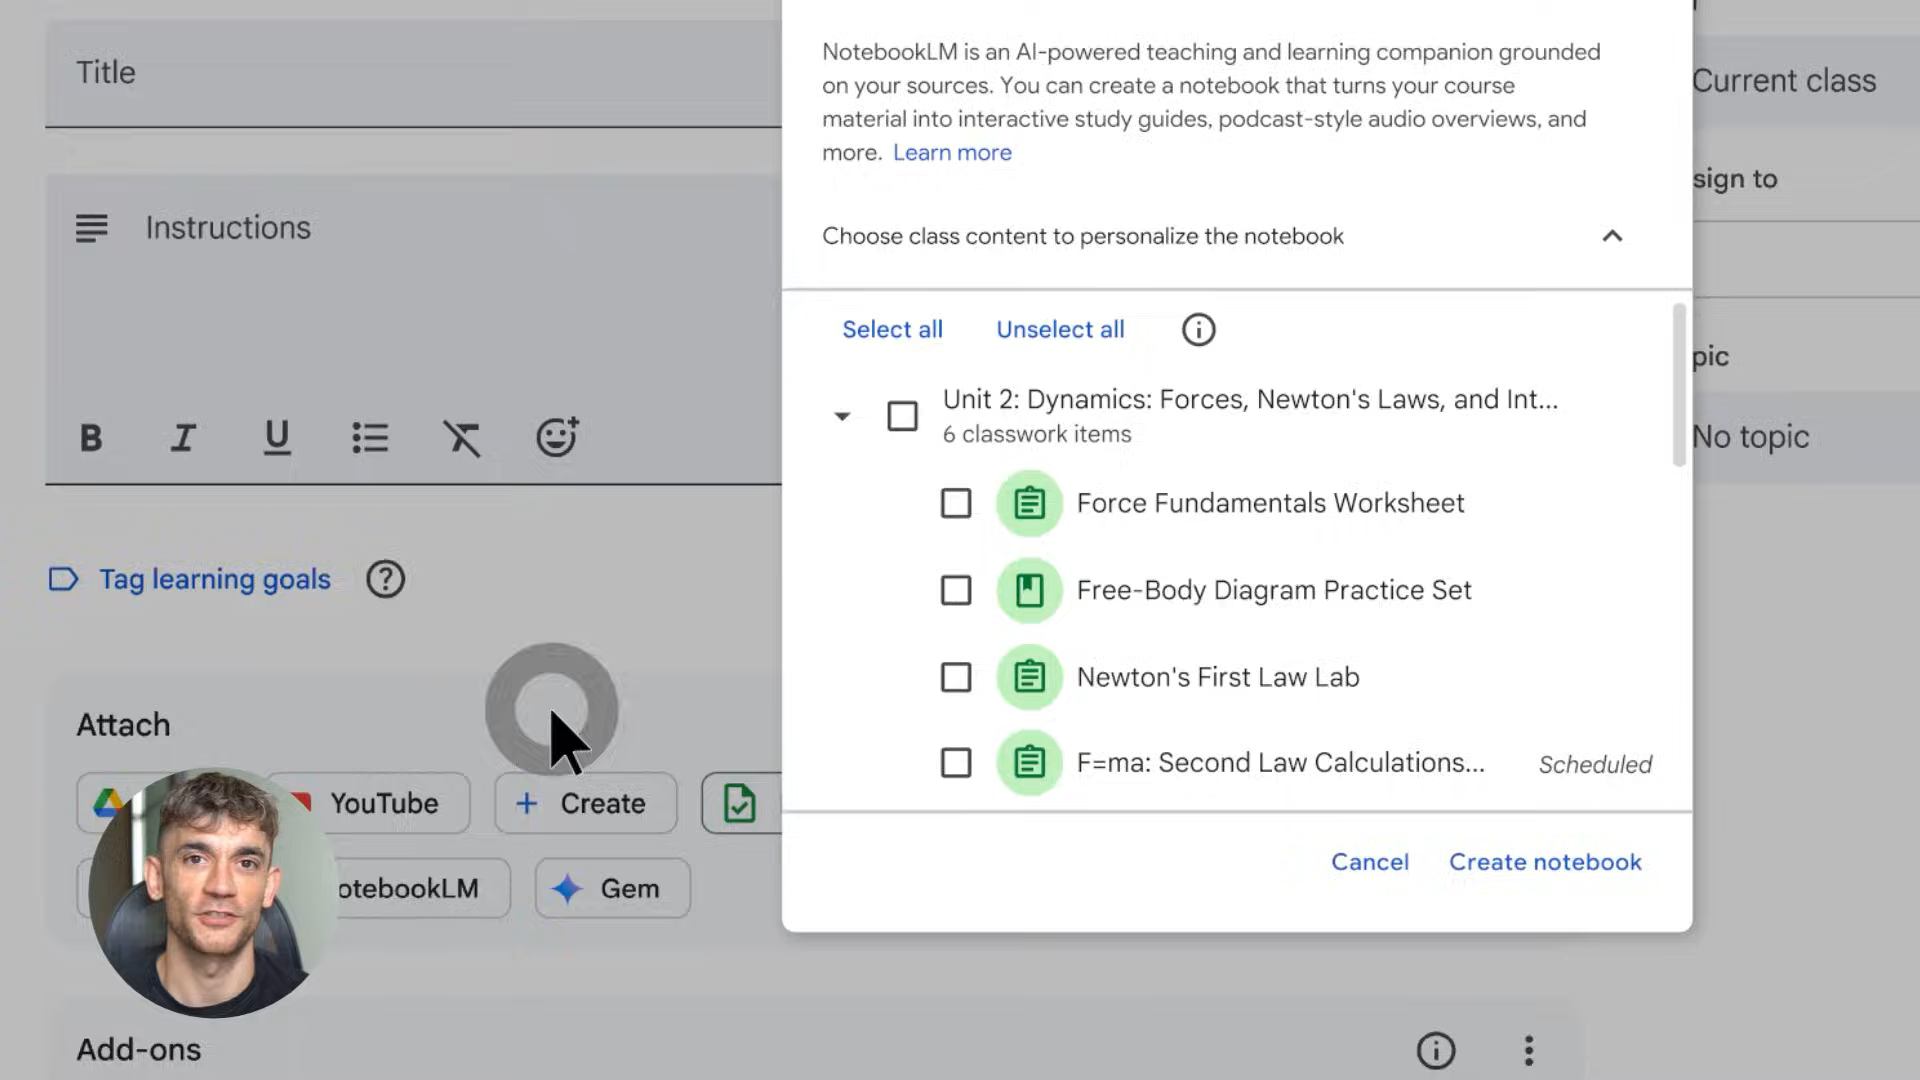 Title
Instructions
B I U
Tag learning goals
Attach
YouTube
Create
otebookLM
Gem
Add-ons
NotebookLM is an AI-powered teaching and learning companion grounded
on your sources. You can create a notebook that turns your course
material into interactive study guides, podcast-style audio overviews, and
more. Learn more
Choose class content to personalize the notebook
Select all Unselect all
Unit 2: Dynamics: Forces, Newton's Laws, and Int...
6 classwork items
Force Fundamentals Worksheet
Free-Body Diagram Practice Set
Newton's First Law Lab
F=ma: Second Law Calculations... Scheduled
Cancel Create notebook
Current class
sign to
pic
No topic